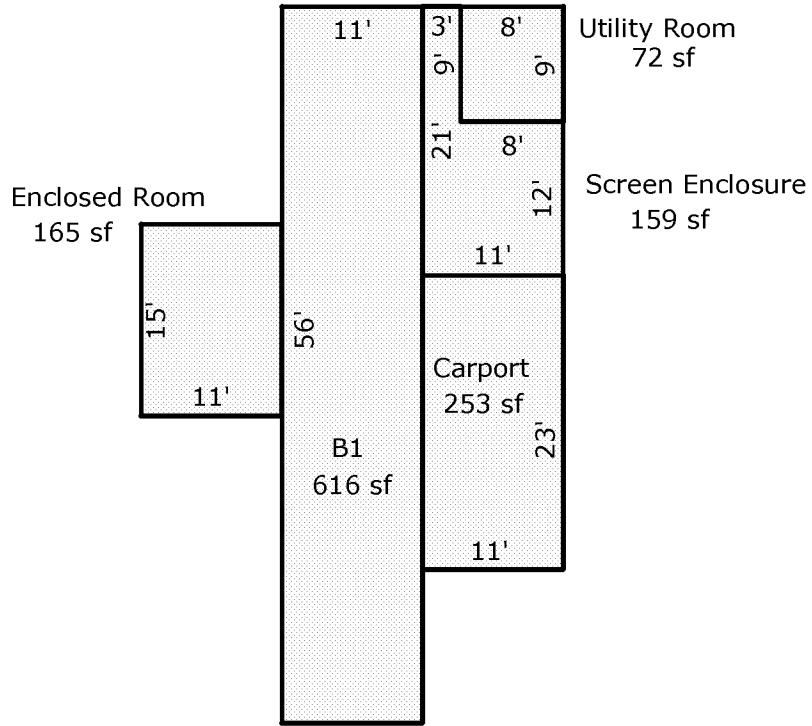 11'
3'
8'
Utility Room
72 sf
9'
9'
21'
8'
Enclosed Room
165 sf
Screen Enclosure
159 sf
12'
11'
15'
56'
11'
Carport
253 sf
23'
B1
616 sf
11'